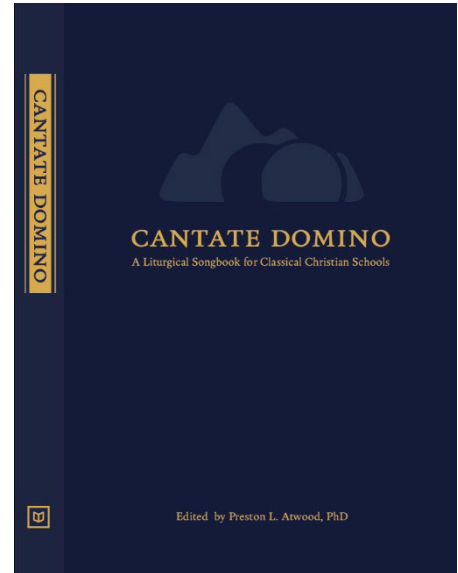 CANTATE DOMINO
CANTATE DOMINO
A Liturgical Songbook for Classical Christian Schools
Edited by Preston L. Atwood, PhD